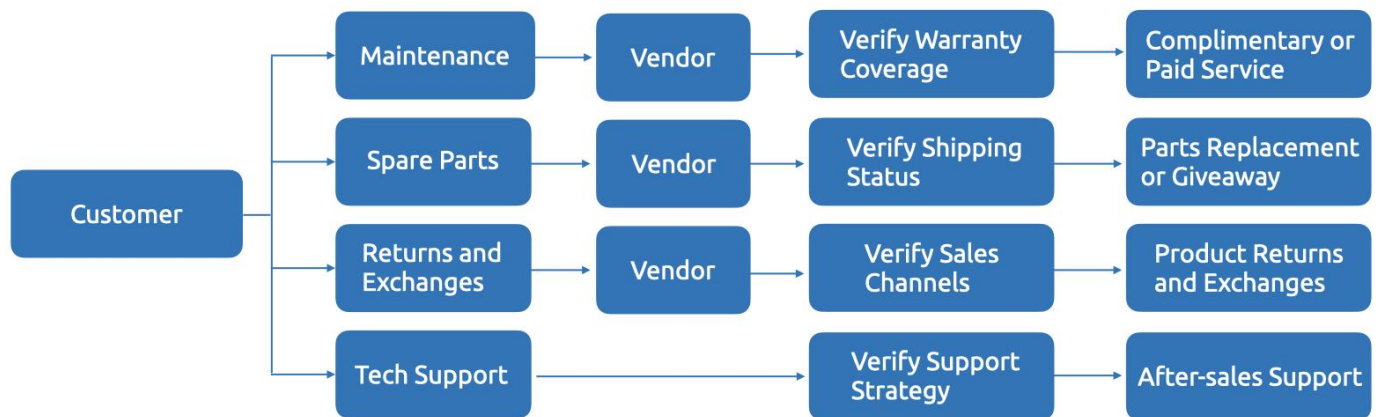 Maintenance
Vendor
Verify Warranty
Coverage
Complimentary or
Paid Service
Spare Parts
Vendor
Verify Shipping
Status
Parts Replacement
or Giveaway
Customer
Returns and
Exchanges
Vendor
Verify Sales
Channels
Product Returns
and Exchanges
Tech Support
Verify Support
Strategy
After-sales Support